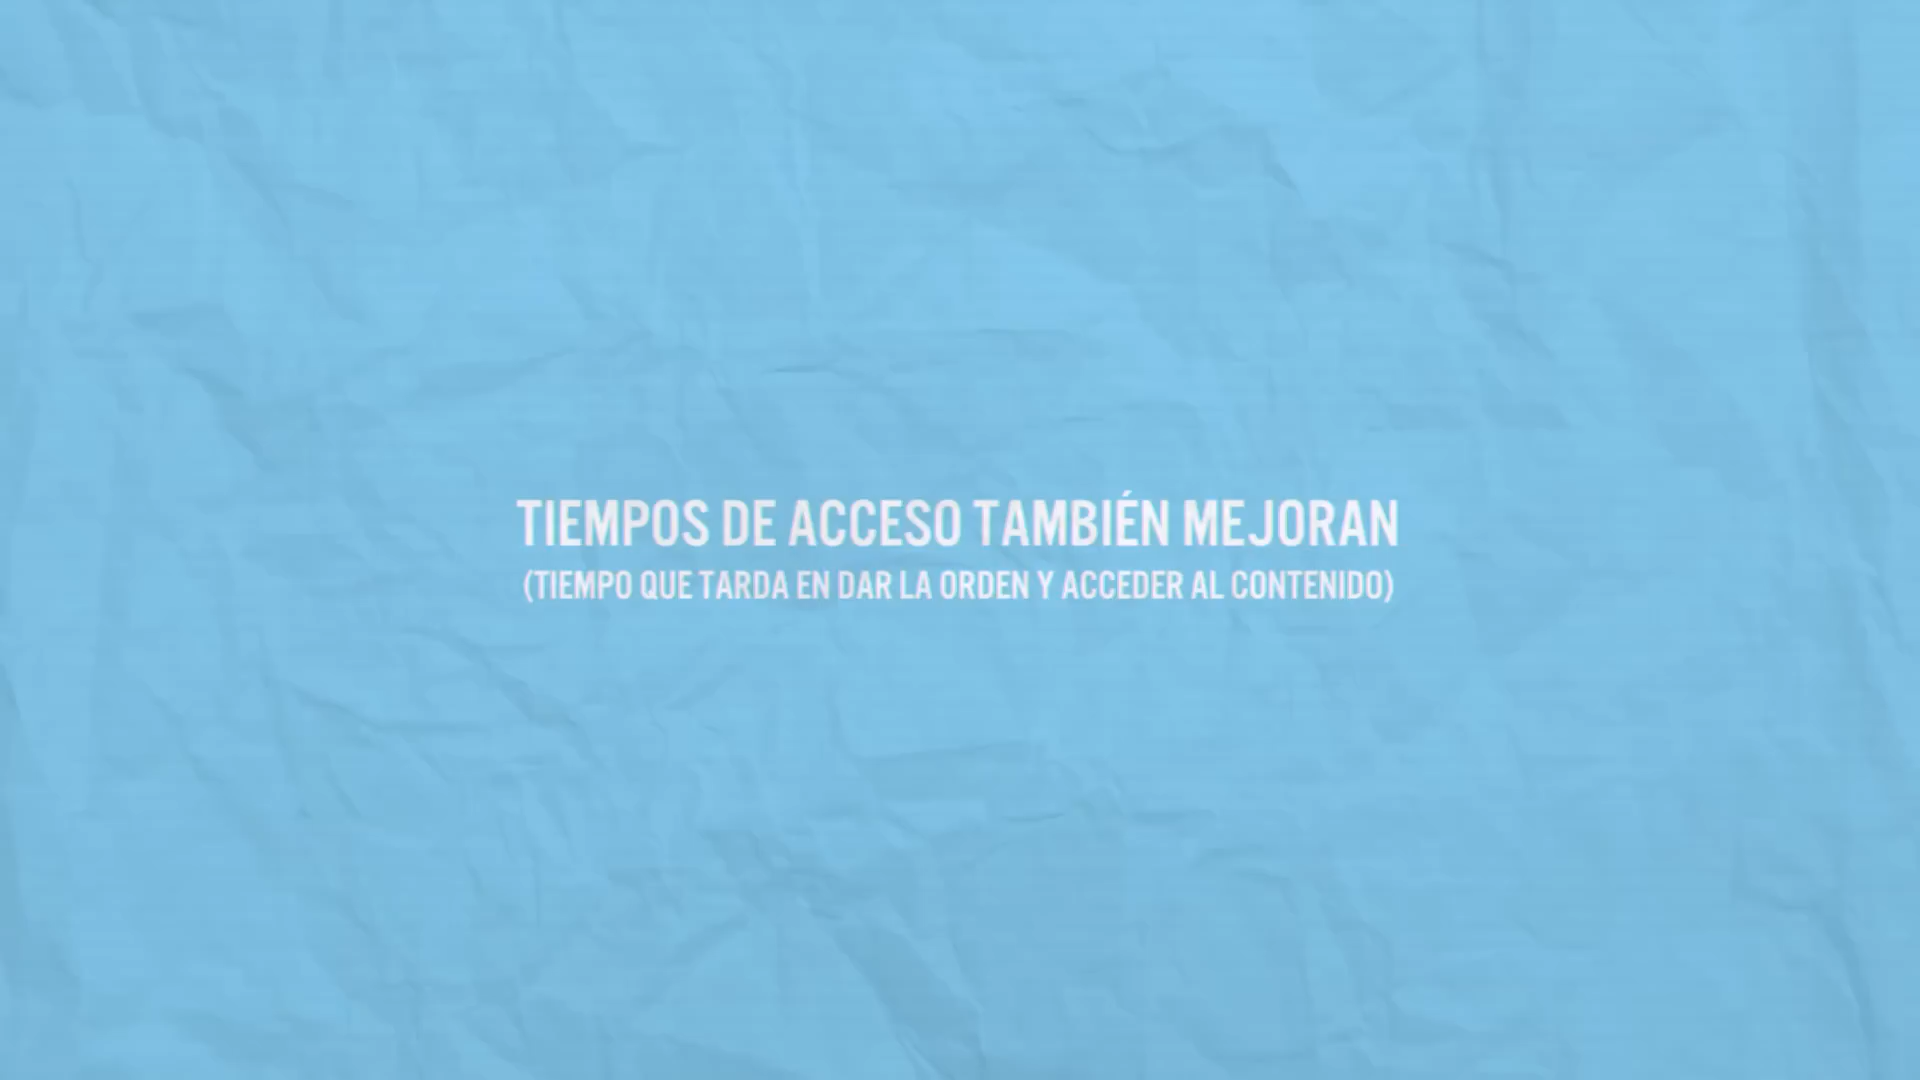 TIEMPOS DE ACCESO TAMBIÉN MEJORAN
(TIEMPO QUE TARDA EN DAR LA ORDEN Y ACCEDER AL CONTENIDO)